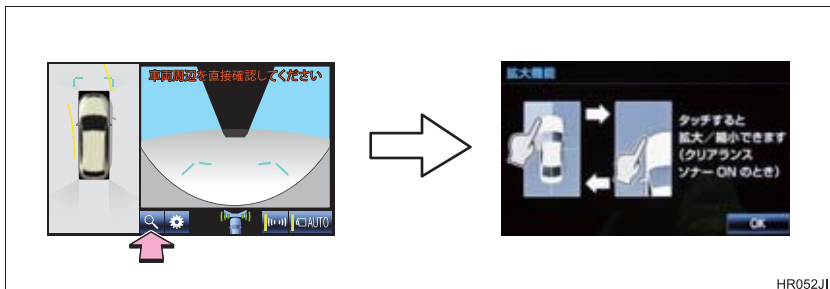 車両周辺を直接確認してください
AUTO
拡大機能
タッチすると
拡大／縮小できます
(クリアランス
ソナー ON のとき)
OK
HR052JI